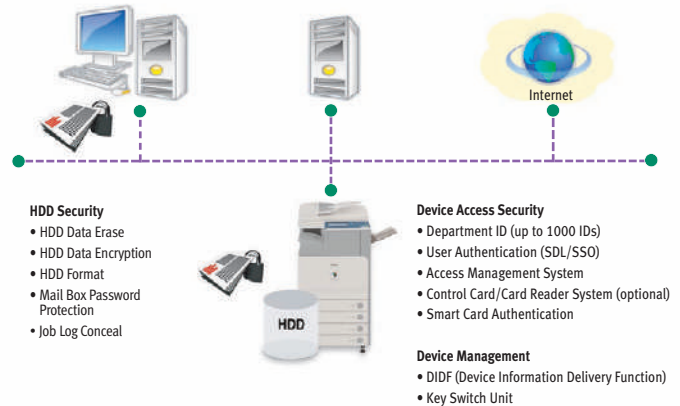 Internet
HDD Security
• HDD Data Erase
• HDD Data Encryption
• HDD Format
• Mail Box Password
Protection
• Job Log Conceal
HDD
Device Access Security
• Department ID (up to 1000 IDs)
• User Authentication (SDL/SSO)
• Access Management System
• Control Card/Card Reader System (optional)
• Smart Card Authentication
Device Management
• DIDF (Device Information Delivery Function)
• Key Switch Unit